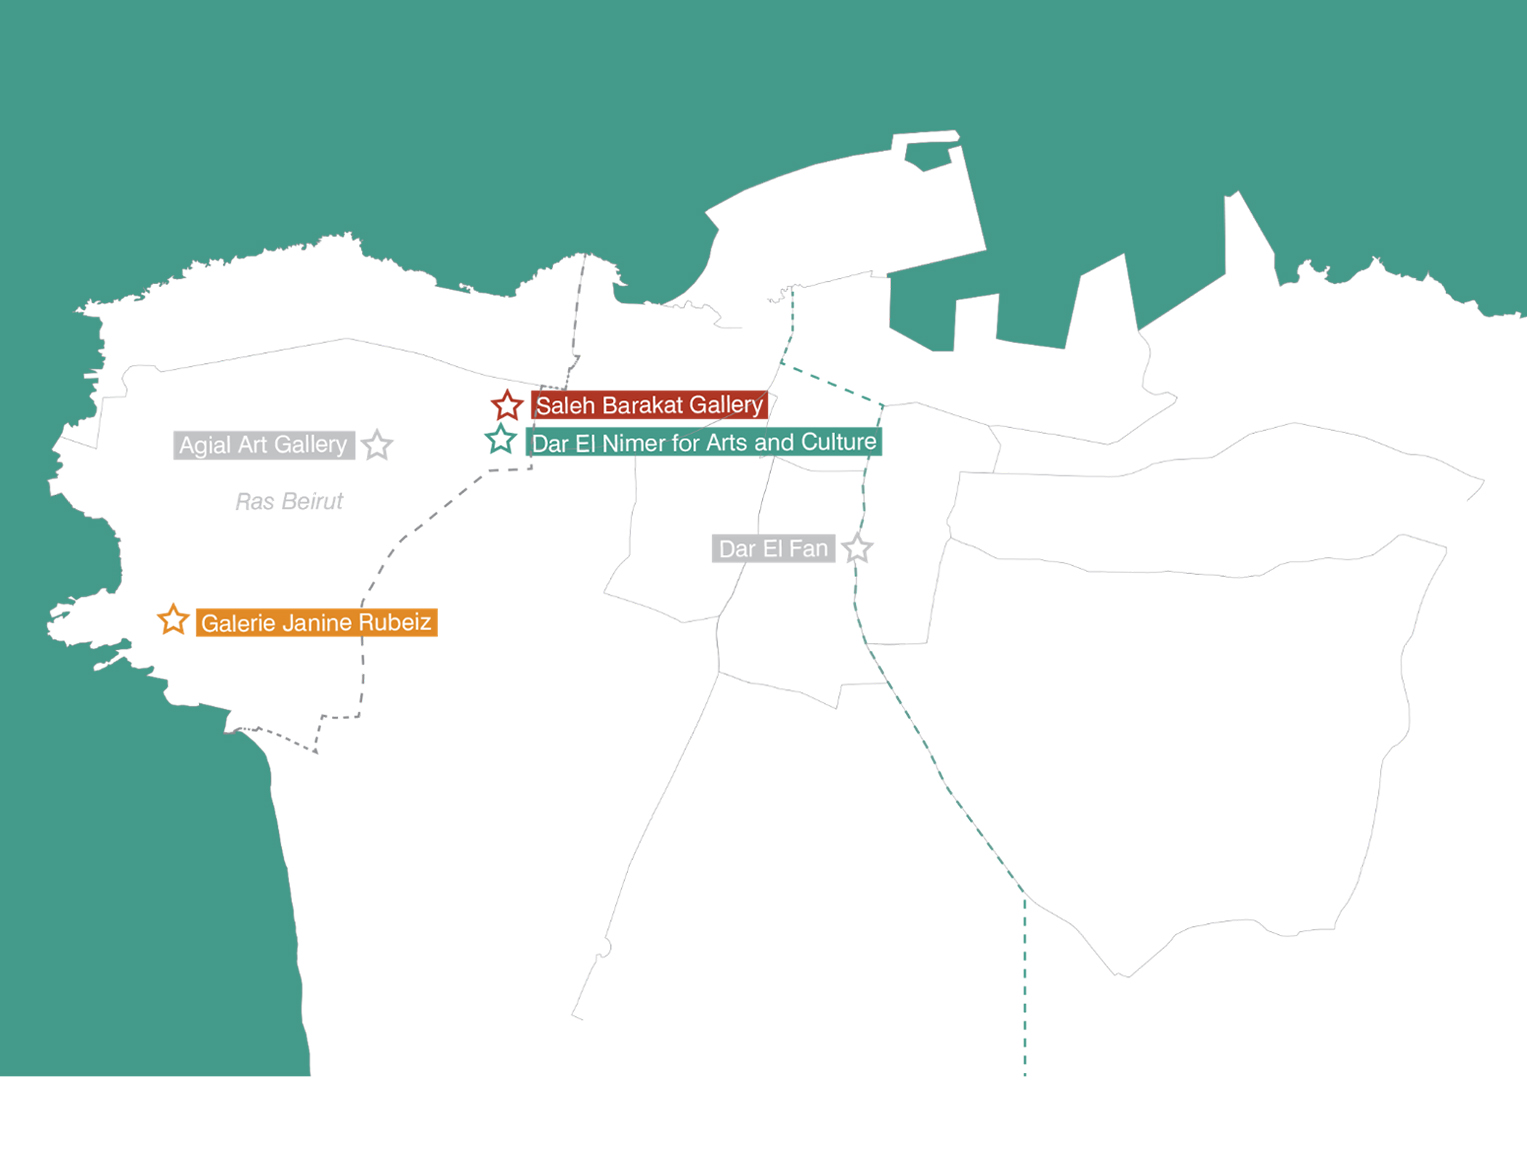 Saleh Barakat Gallery
Dar El Nimer for Arts and Culture
Agial Art Gallery
Ras Beirut
Dar El Fan
Galerie Janine Rubeiz